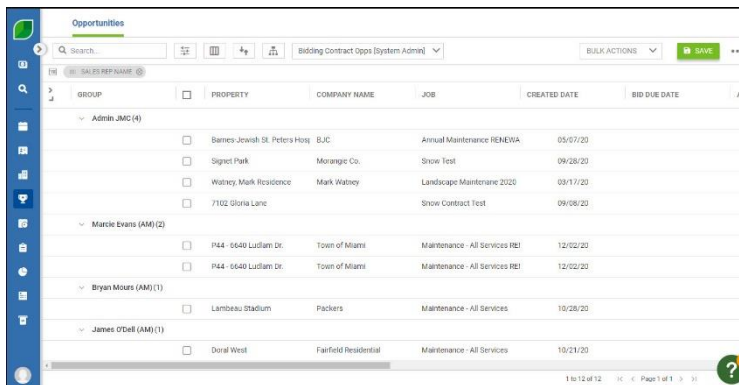 Opportunities
Search...
Bidding Contract Opps [System Admin]
BULK ACTIONS
SAVE
SALES REP NAME
GROUP PROPERTY COMPANY NAME JOB CREATED DATE BID DUE DATE
Admin JMC (4)
Barnes-Jewish St. Peters Hosp BJC Annual Maintenance RENEWA 05/07/20
Signet Park Morangie Co. Snow Test 09/28/20
Watney, Mark Residence Mark Watney Landscape Maintenane 2020 03/17/20
7102 Gloria Lane Snow Contract Test 09/08/20
Marcie Evans (AM) (2)
P44 - 6640 Ludlam Dr. Town of Miami Maintenance - All Services REI 12/02/20
P44 - 6640 Ludlam Dr. Town of Miami Maintenance - All Services REI 12/02/20
Bryan Mours (AM) (1)
Lambeau Stadium Packers Maintenance - All Services 10/28/20
James O'Dell (AM) (1)
Doral West Fairfield Residential Maintenance - All Services 10/21/20
1 to 12 of 12 Page 1 of 1
?